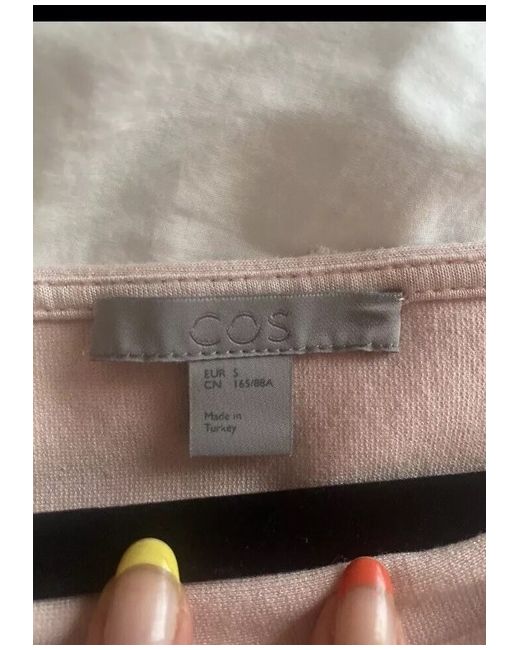 COS
EUR S
CN 165/88A
Made in
Turkey